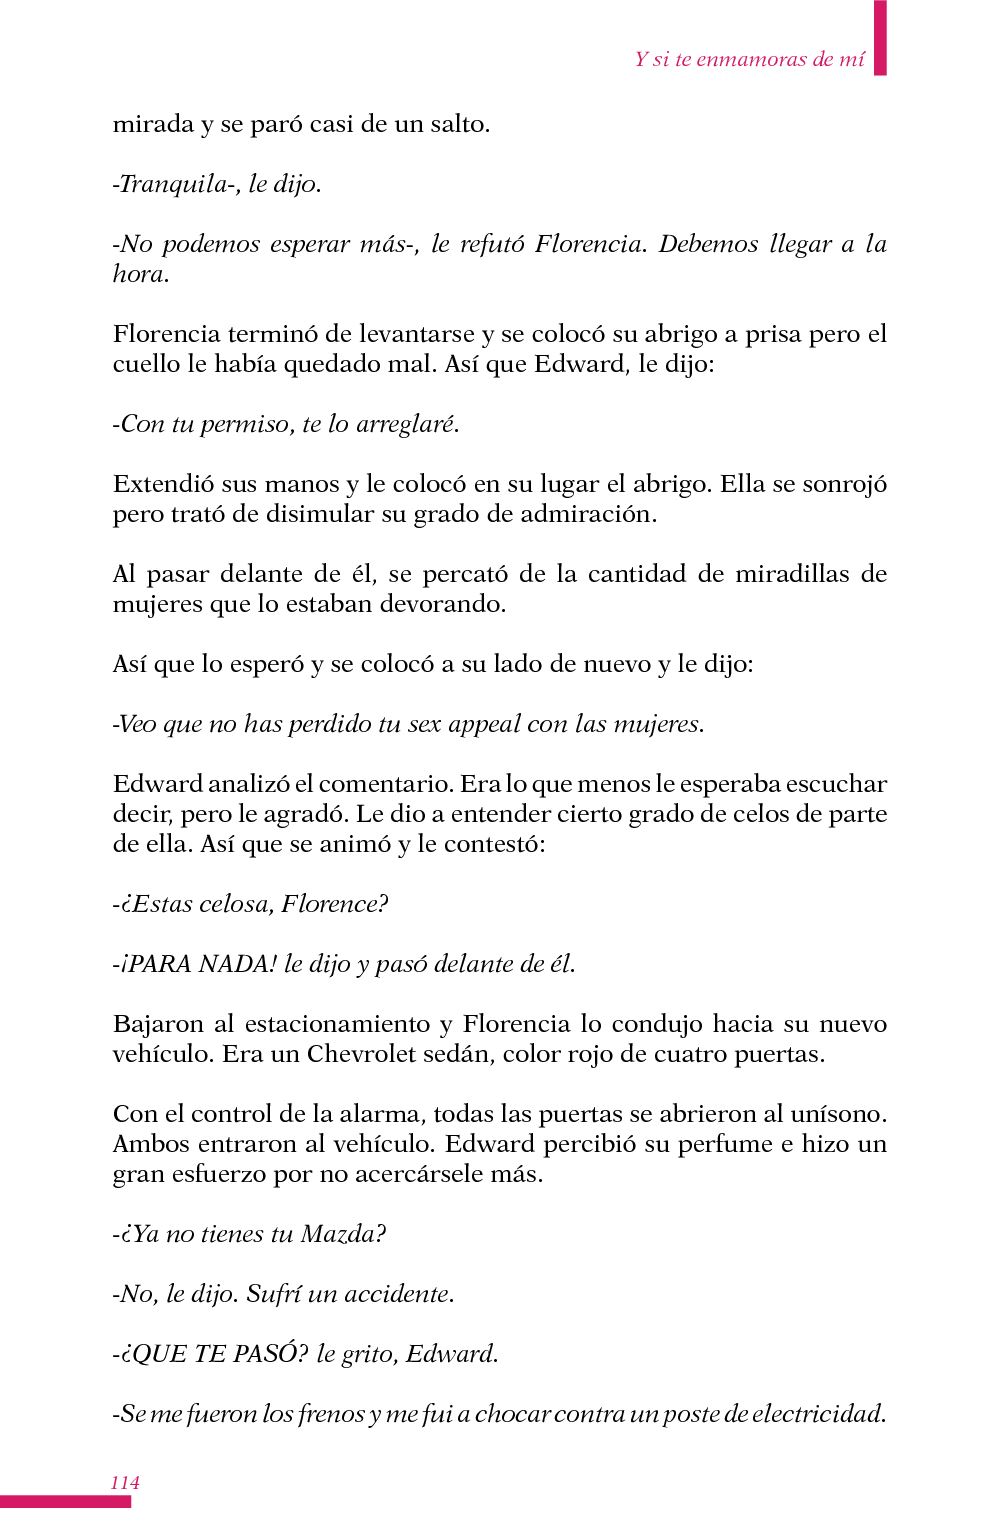 Y si te enmamoras de mí
mirada y se paró casi de un salto.
-Tranquila-, le dijo.
-No podemos esperar más-, le refutó Florencia. Debemos llegar a la
hora.
Florencia terminó de levantarse y se colocó su abrigo a prisa pero el
cuello le había quedado mal. Así que Edward, le dijo:
-Con tu permiso, te lo arreglaré.
Extendió sus manos y le colocó en su lugar el abrigo. Ella se sonrojó
pero trató de disimular su grado de admiración.
Al pasar delante de él, se percató de la cantidad de miradillas de
mujeres que lo estaban devorando.
Así que lo esperó y se colocó a su lado de nuevo y le dijo:
-Veo que no has perdido tu sex appeal con las mujeres.
Edward analizó el comentario. Era lo que menos le esperaba escuchar
decir, pero le agradó. Le dio a entender cierto grado de celos de parte
de ella. Así que se animó y le contestó:
-¿Estas celosa, Florence?
-¡PARA NADA! le dijo y pasó delante de él.
Bajaron al estacionamiento y Florencia lo condujo hacia su nuevo
vehículo. Era un Chevrolet sedán, color rojo de cuatro puertas.
Con el control de la alarma, todas las puertas se abrieron al unísono.
Ambos entraron al vehículo. Edward percibió su perfume e hizo un
gran esfuerzo por no acercársele más.
-¿Ya no tienes tu Mazda?
-No, le dijo. Sufrí un accidente.
-¿QUE TE PASÓ? le grito, Edward.
-Se me fueron los frenos y me fui a chocar contra un poste de electricidad.
114